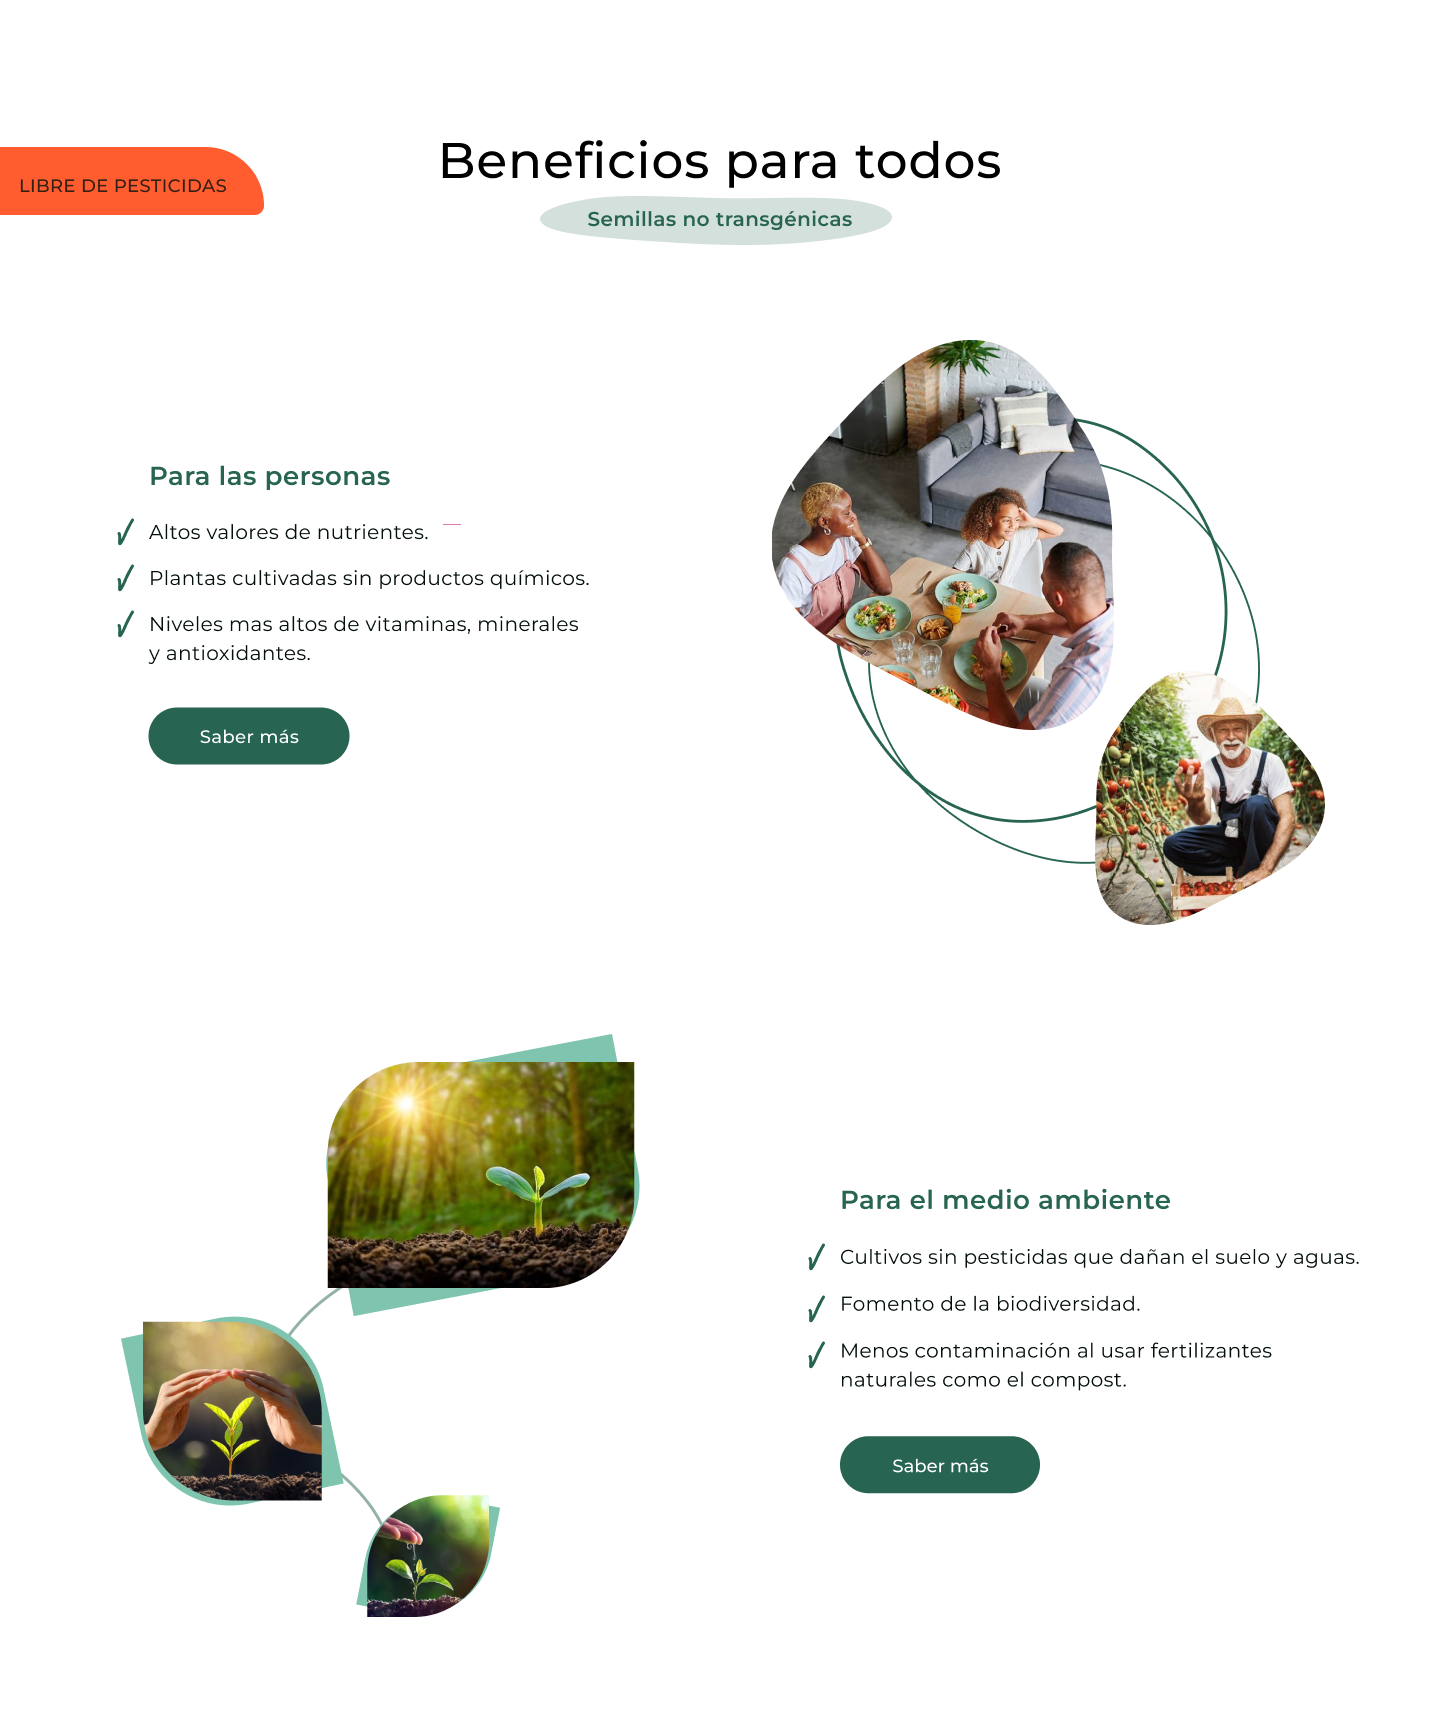 Beneficios para todos
LIBRE DE PESTICIDAS
Semillas no transgénicas
Para las personas
Altos valores de nutrientes.
Plantas cultivadas sin productos químicos.
Niveles mas altos de vitaminas, minerales
y antioxidantes.
Saber más
Para el medio ambiente
Cultivos sin pesticidas que dañan el suelo y aguas.
Fomento de la biodiversidad.
Menos contaminación al usar fertilizantes
naturales como el compost.
Saber más